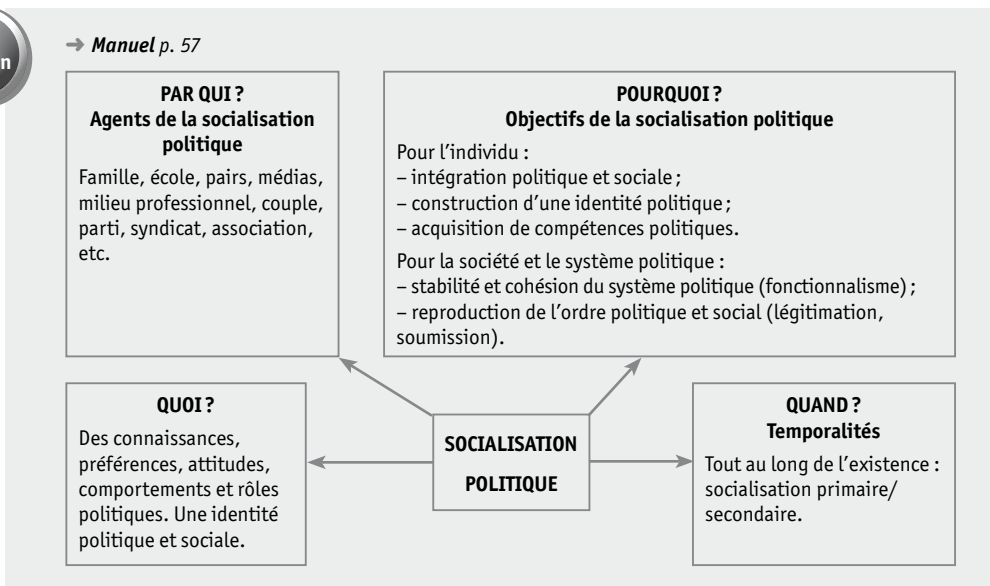 n
→ Manuel p. 57
PAR QUI ?
Agents de la socialisation
politique
Famille, école, pairs, médias,
milieu professionnel, couple,
parti, syndicat, association,
etc.
POURQUOI ?
Objectifs de la socialisation politique
Pour l’individu :
– intégration politique et sociale ;
– construction d’une identité politique ;
– acquisition de compétences politiques.
Pour la société et le système politique :
– stabilité et cohésion du système politique (fonctionnalisme) ;
– reproduction de l’ordre politique et social (légitimation,
soumission).
QUOI ?
Des connaissances,
préférences, attitudes,
comportements et rôles
politiques. Une identité
politique et sociale.
SOCIALISATION
POLITIQUE
QUAND ?
Temporalités
Tout au long de l’existence :
socialisation primaire/
secondaire.